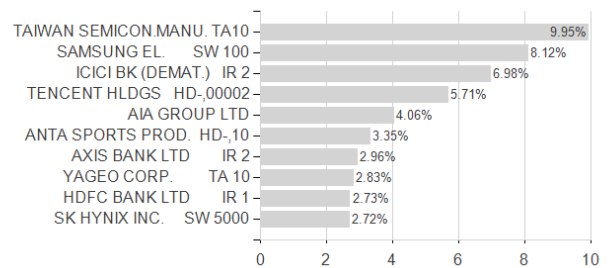 TAIWAN SEMICON.MANU. TA10 9.95%
SAMSUNG EL. SW 100 8.12%
ICICI BK (DEMAT.) IR 2 6.98%
TENCENT HLDGS HD-,00002 5.71%
AIA GROUP LTD 4.06%
ANTA SPORTS PROD. HD-,10 3.35%
AXIS BANK LTD IR 2 2.96%
YAGEO CORP. TA 10 2.83%
HDFC BANK LTD IR 1 2.73%
SK HYNIX INC. SW 5000 2.72%
0 2 4 6 8 10